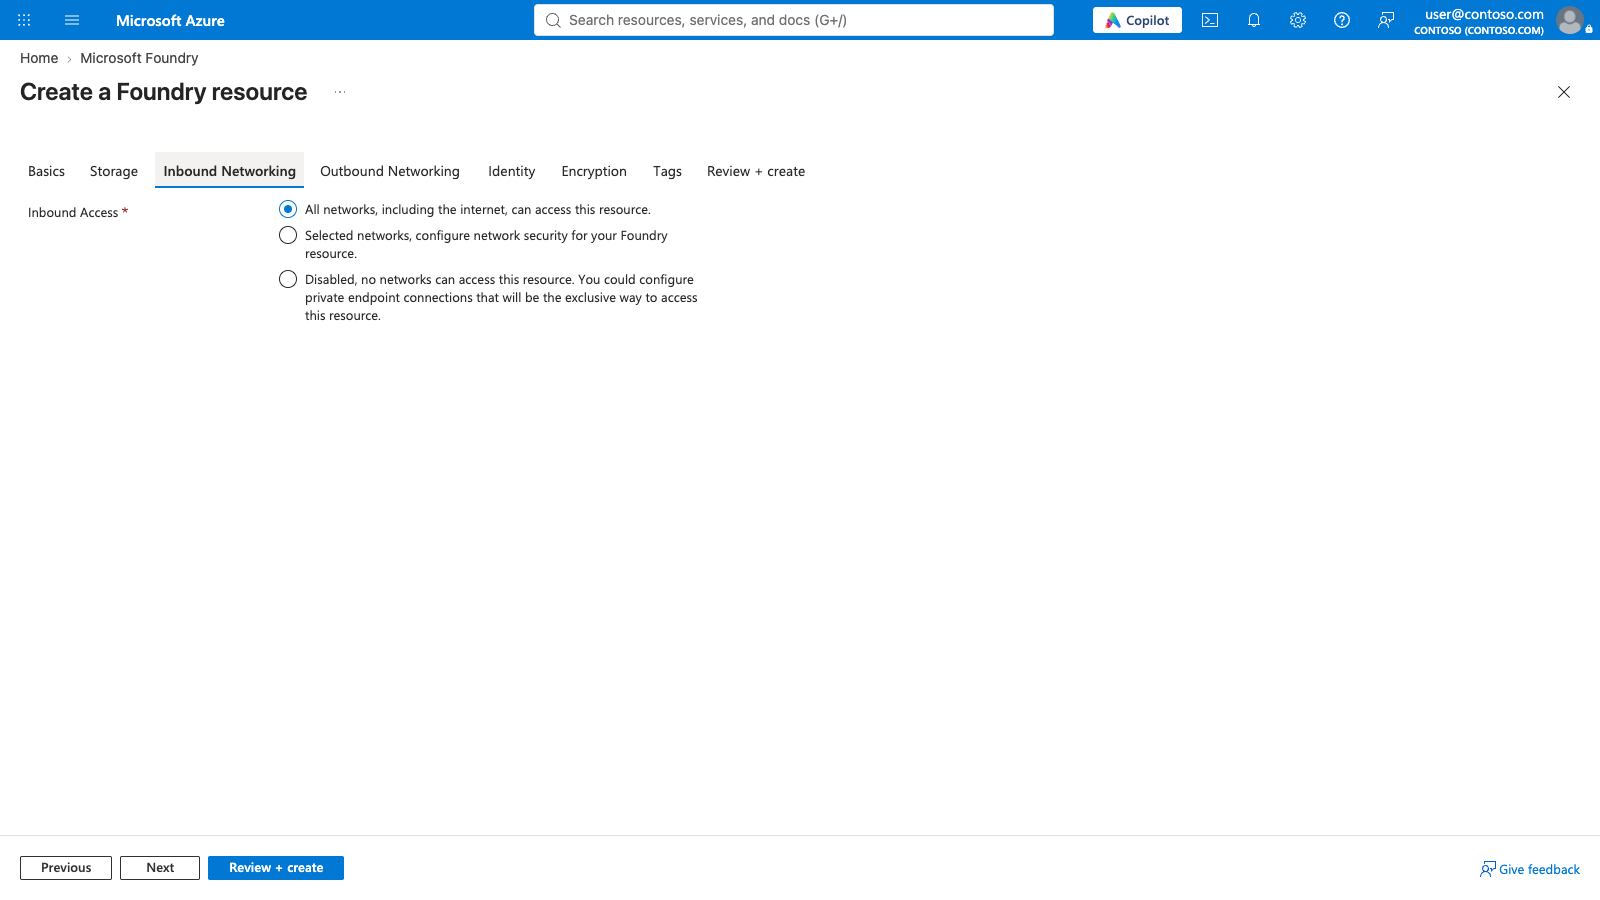 Microsoft Azure
Search resources, services, and docs (G+/)
Copilot
user@contoso.com
CONTOSO (CONTOSO.COM)
Home › Microsoft Foundry
Create a Foundry resource
Basics Storage Inbound Networking Outbound Networking Identity Encryption Tags Review + create
Inbound Access *
All networks, including the internet, can access this resource.
Selected networks, configure network security for your Foundry
resource.
Disabled, no networks can access this resource. You could configure
private endpoint connections that will be the exclusive way to access
this resource.
Previous Next Review + create
Give feedback